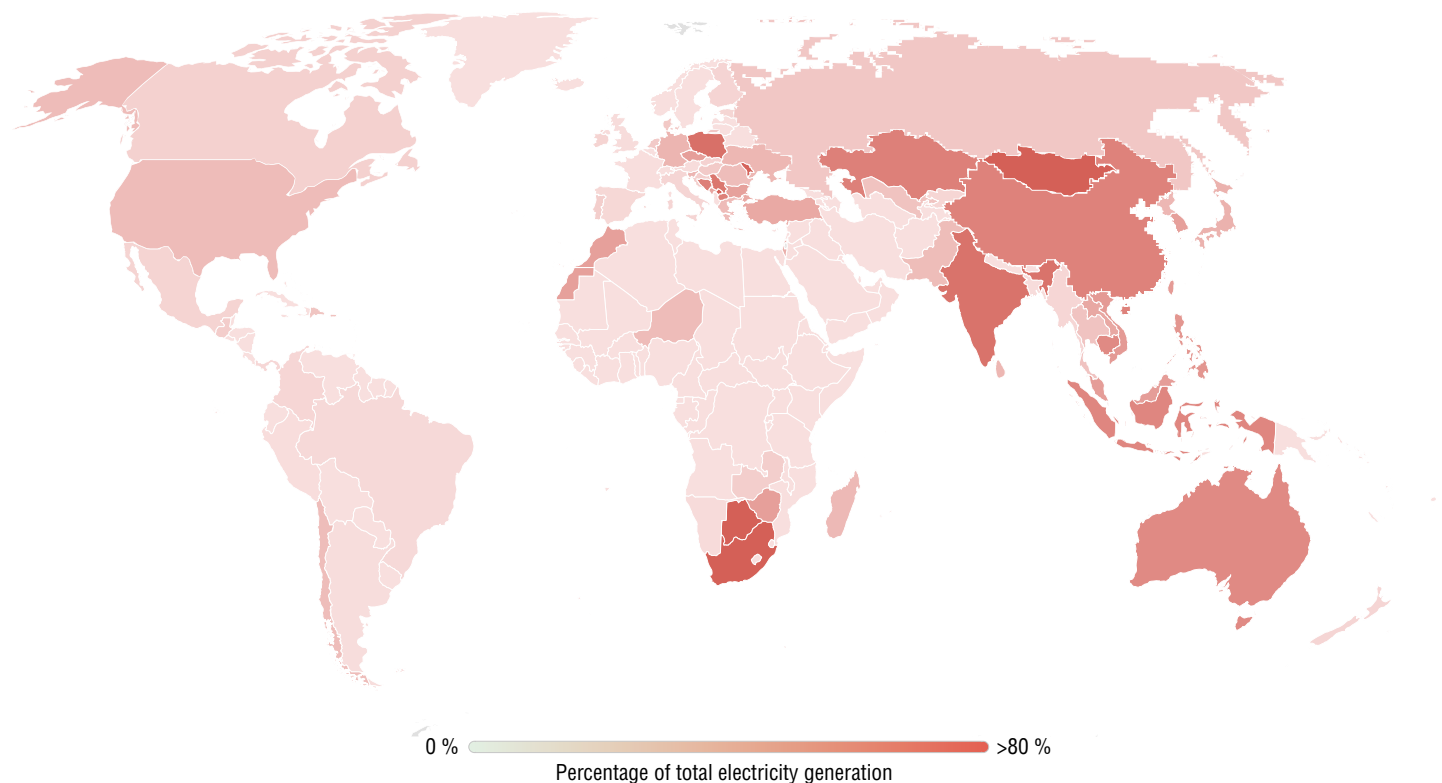 0 % >80 %
Percentage of total electricity generation